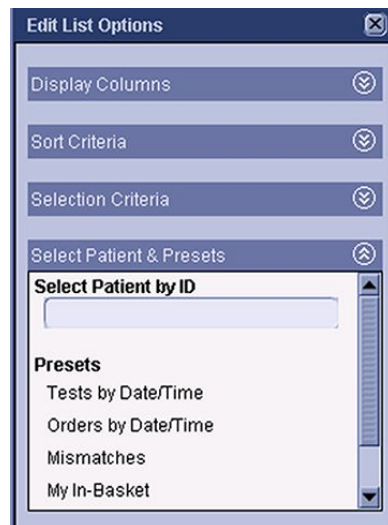 Edit List Options
Display Columns
Sort Criteria
Selection Criteria
Select Patient & Presets
Select Patient by ID
Presets
Tests by Date/Time
Orders by Date/Time
Mismatches
My In-Basket